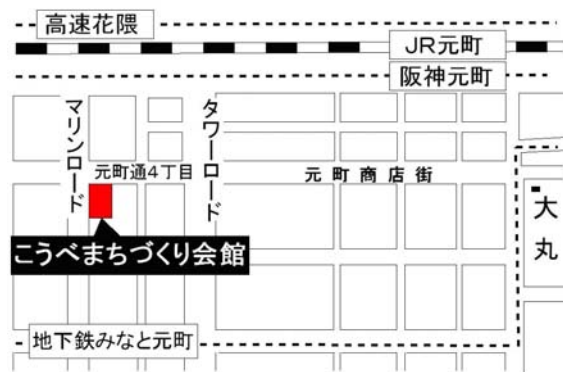 高速花隈
JR元町
阪神元町
マリンロード
タワーロード
元町通4丁目
元町商店街
大丸
こうべまちづくり会館
地下鉄みなと元町